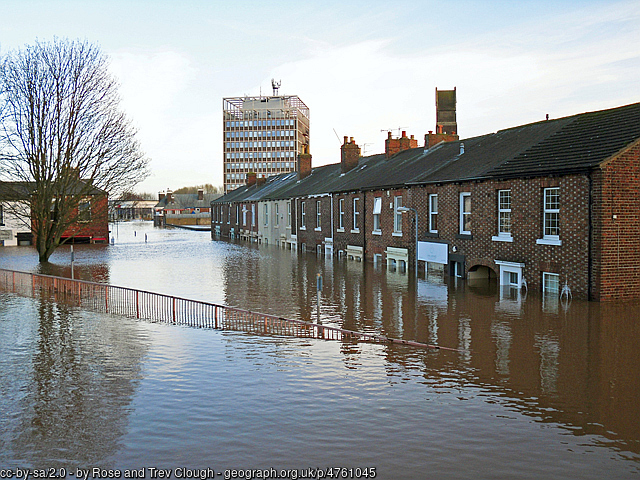 cc-by-sa/2.0 - by Rose and Trev Clough - geograph.org.uk/p/4761045